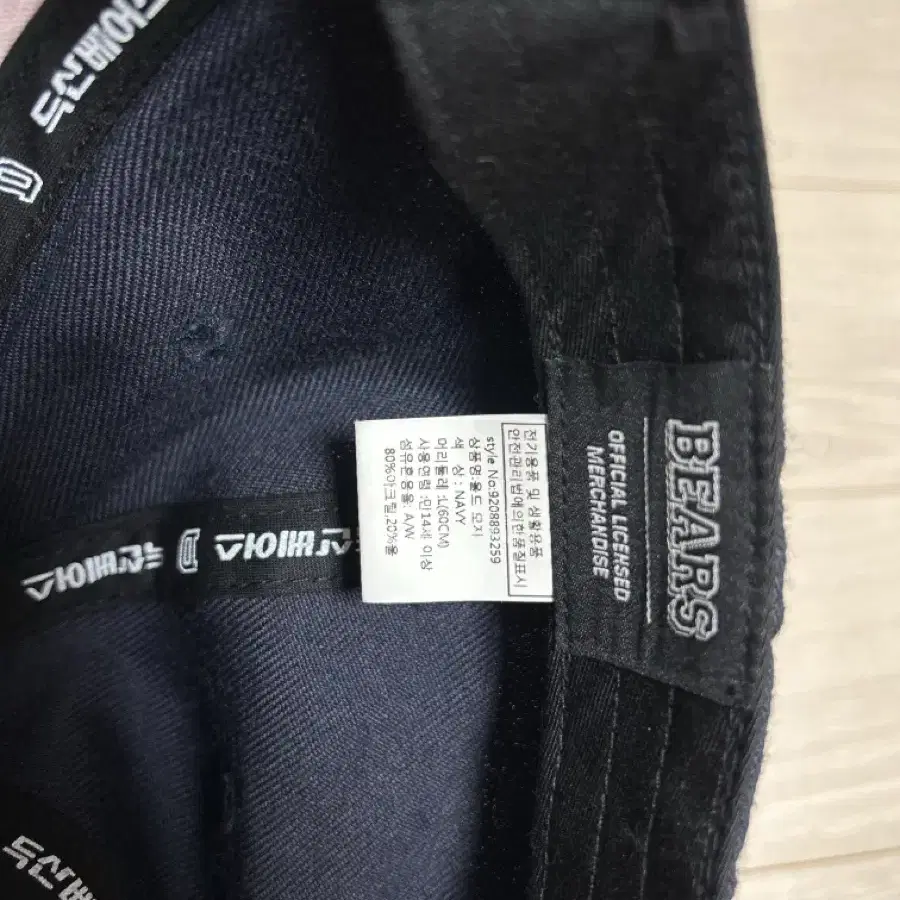 두산베어스
D
두산베어스
D
두산베어스
두산베
전기용품 및 생활용품
안전관리법에의한품질표시
style No:9208893259
상품명:울드 모자
색 상 : NAVY
머리둘레 :L(60CM)
사용연령 :만14세 이상
섬유혼용율 : A/W
80%아크릴,20%울
BEARS
OFFICIAL LICENSED
MERCHANDISE